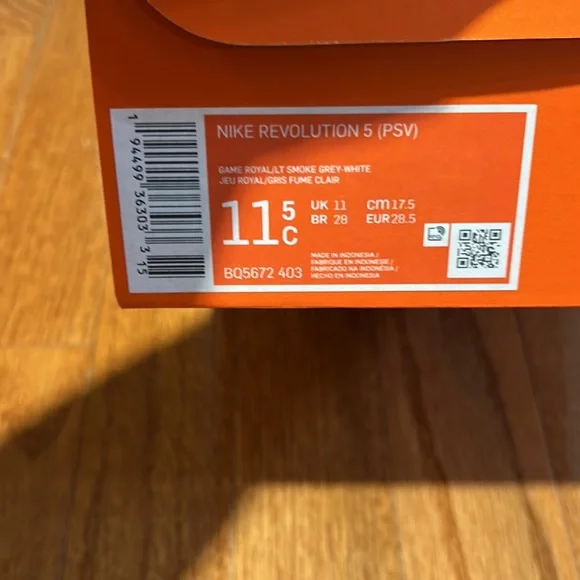 NIKE REVOLUTION 5 (PSV)
GAME ROYAL/LT SMOKE GREY-WHITE
JEU ROYAL/GRIS FUME CLAIR
11 5 C
UK 11 CM 17.5
BR 28 EUR 28.5
BQ5672 403
MADE IN INDONESIA /
FABRIQUE EN INDONESIE /
FABRICADO NA INDONÉSIA /
HECHO EN INDONESIA
1 94499 36303 3 15